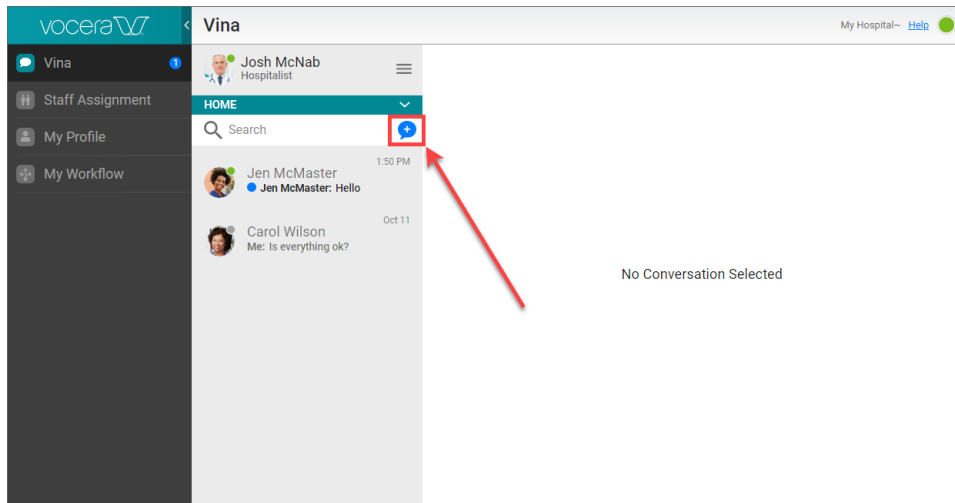 vocera
Vina
My Hospital~ Help
Vina 1
Staff Assignment
My Profile
My Workflow
Josh McNab
Hospitalist
HOME
Search
1:50 PM
Jen McMaster
Jen McMaster: Hello
Oct 11
Carol Wilson
Me: Is everything ok?
No Conversation Selected